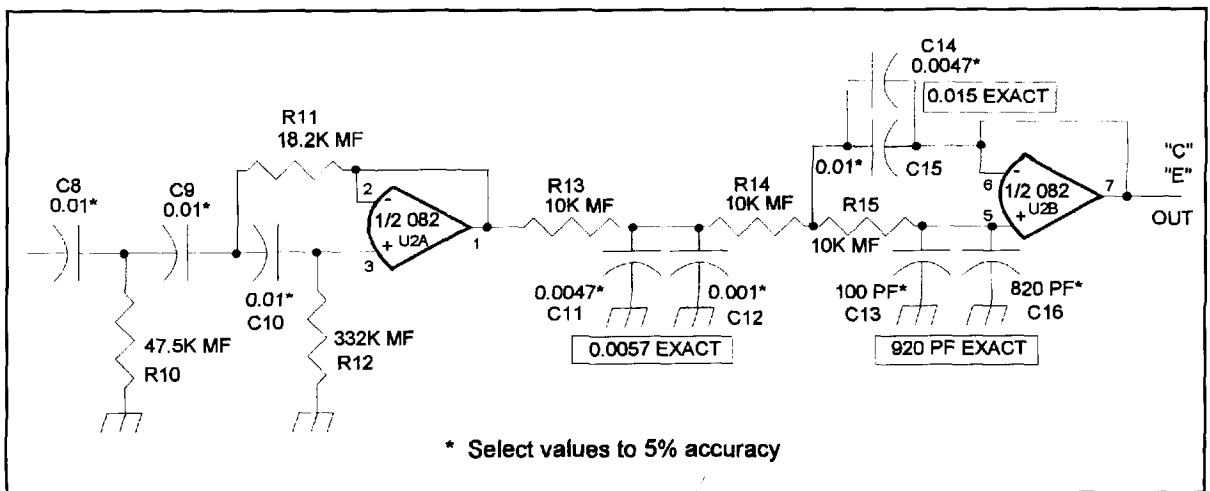 C14
0.0047*
0.015 EXACT
R11
18.2K MF
C8
0.01*
C9
0.01*
2
-
1/2 082
U2A
+
3
1
R13
10K MF
R14
10K MF
0.01*
C15
R15
10K MF
6
-
1/2 082
U2B
5
+
7
"C"
"E"
OUT
0.01*
C10
47.5K MF
R10
332K MF
R12
0.0047*
C11
0.001*
C12
0.0057 EXACT
100 PF*
C13
820 PF*
C16
920 PF EXACT
* Select values to 5% accuracy